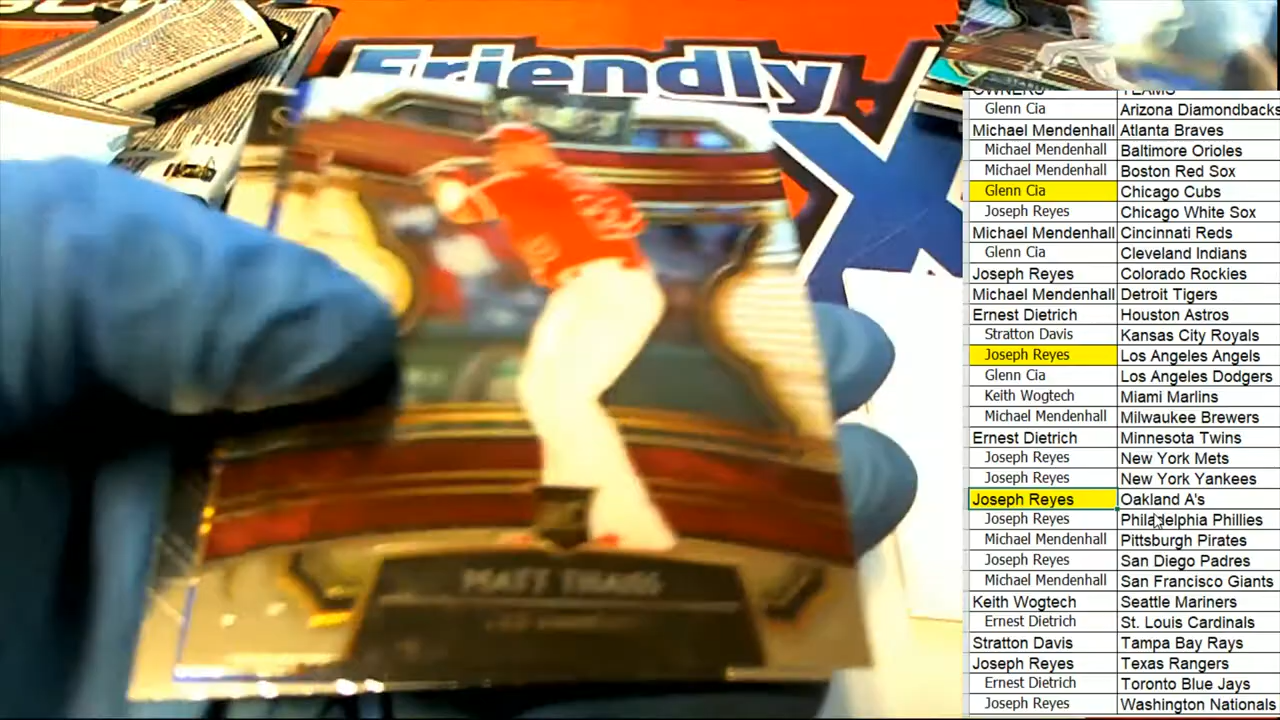 Friendly
OWNERS TEAMS
Glenn Cia Arizona Diamondbacks
Michael Mendenhall Atlanta Braves
Michael Mendenhall Baltimore Orioles
Michael Mendenhall Boston Red Sox
Glenn Cia Chicago Cubs
Joseph Reyes Chicago White Sox
Michael Mendenhall Cincinnati Reds
Glenn Cia Cleveland Indians
Joseph Reyes Colorado Rockies
Michael Mendenhall Detroit Tigers
Ernest Dietrich Houston Astros
Stratton Davis Kansas City Royals
Joseph Reyes Los Angeles Angels
Glenn Cia Los Angeles Dodgers
Keith Wogtech Miami Marlins
Michael Mendenhall Milwaukee Brewers
Ernest Dietrich Minnesota Twins
Joseph Reyes New York Mets
Joseph Reyes New York Yankees
Joseph Reyes Oakland A's
Joseph Reyes Philadelphia Phillies
Michael Mendenhall Pittsburgh Pirates
Joseph Reyes San Diego Padres
Michael Mendenhall San Francisco Giants
Keith Wogtech Seattle Mariners
Ernest Dietrich St. Louis Cardinals
Stratton Davis Tampa Bay Rays
Joseph Reyes Texas Rangers
Ernest Dietrich Toronto Blue Jays
Joseph Reyes Washington Nationals